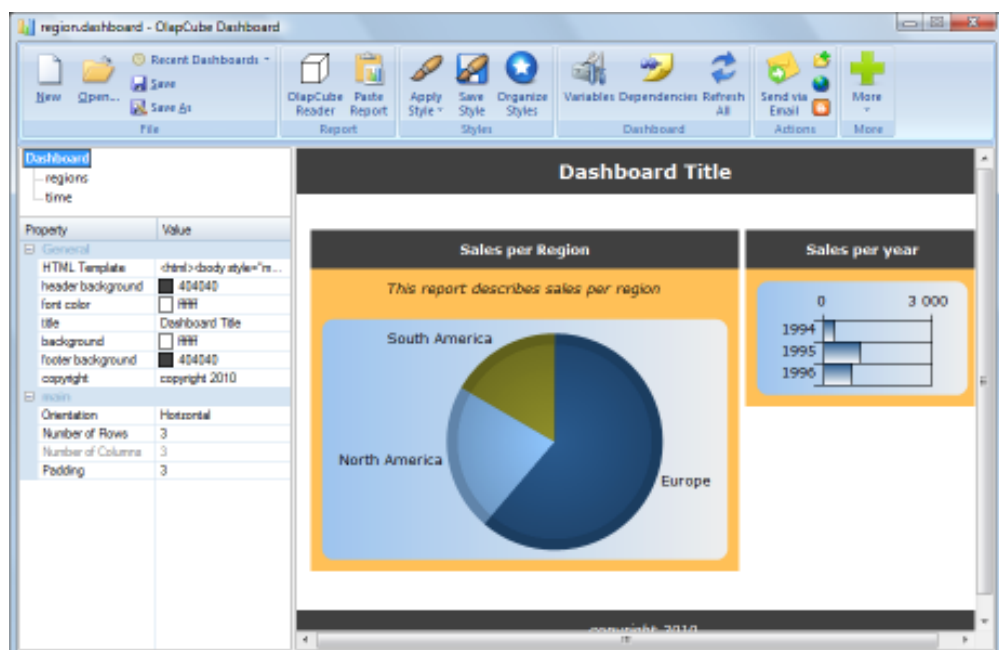 region.dashboard - OlapCube Dashboard
New
Open...
Recent Dashboards
Save
Save As
File
OlapCube Reader
Paste Report
Report
Apply Style
Save Style
Organize Styles
Styles
Variables
Dependencies
Refresh All
Dashboard
Send via Email
Actions
More
More
Dashboard
regions
time
Property Value
General
HTML Template <html><body style="m...
header background 404040
font color ffffff
title Dashboard Title
background ffffff
footer background 404040
copyright copyright 2010
main
Orientation Horizontal
Number of Rows 3
Number of Columns 3
Padding 3
Dashboard Title
Sales per Region
This report describes sales per region
South America
North America
Europe
Sales per year
0 3 000
1994
1995
1996
copyright 2010